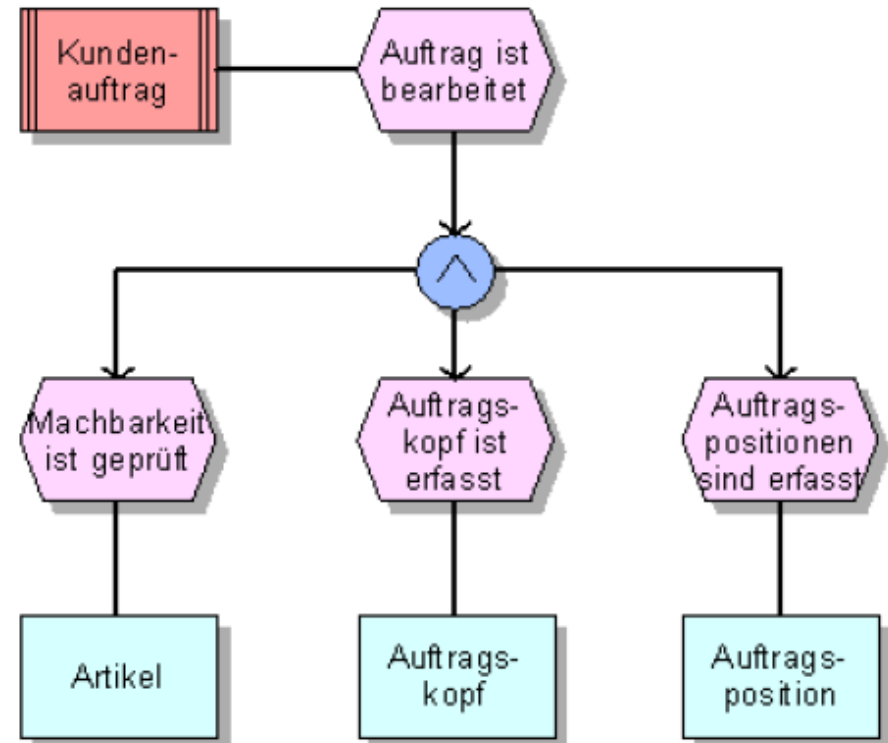 Kunden-
auftrag
Auftrag ist
bearbeitet
Machbarkeit
ist geprüft
Auftrags-
kopf ist
erfasst
Auftrags-
positionen
sind erfasst
Artikel
Auftrags-
kopf
Auftrags-
position